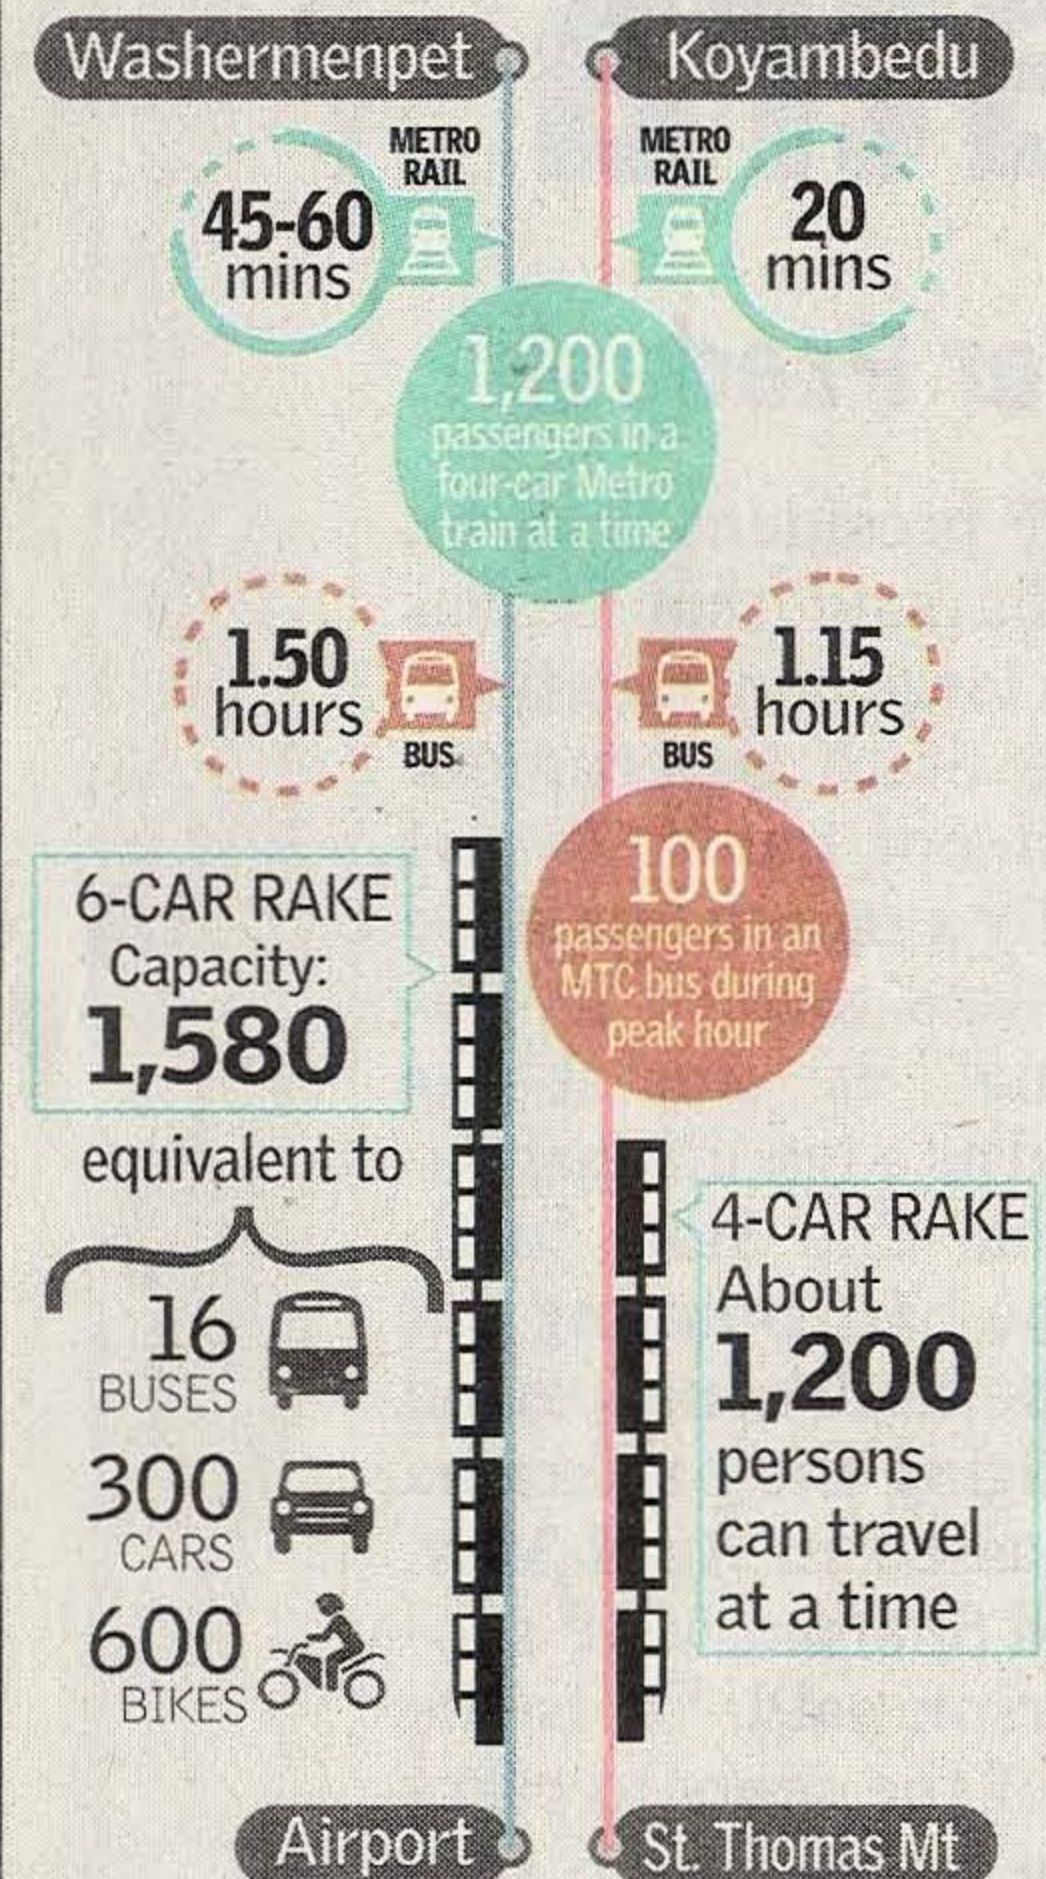 Washermenpet
Koyambedu
METRO
RAIL
45-60
mins
METRO
RAIL
20
mins
1,200
passengers in a
four-car Metro
train at a time
1.50
hours
BUS
1.15
hours
BUS
100
passengers in an
MTC bus during
peak hour
6-CAR RAKE
Capacity:
1,580
equivalent to
16
BUSES
300
CARS
600
BIKES
4-CAR RAKE
About
1,200
persons
can travel
at a time
Airport
St. Thomas Mt